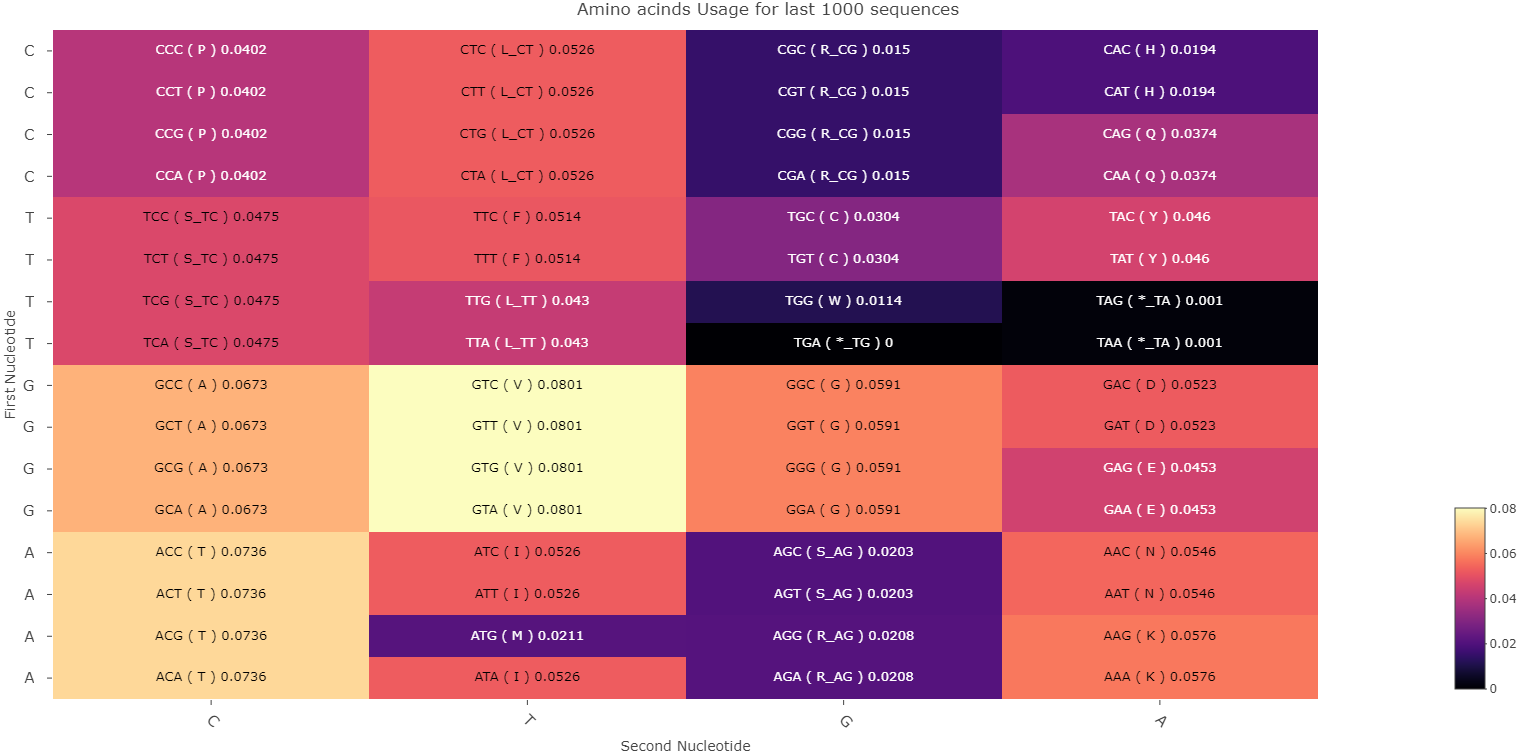 Amino acinds Usage for last 1000 sequences
C CCC ( P ) 0.0402 CTC ( L_CT ) 0.0526 CGC ( R_CG ) 0.015 CAC ( H ) 0.0194
C CCT ( P ) 0.0402 CTT ( L_CT ) 0.0526 CGT ( R_CG ) 0.015 CAT ( H ) 0.0194
C CCG ( P ) 0.0402 CTG ( L_CT ) 0.0526 CGG ( R_CG ) 0.015 CAG ( Q ) 0.0374
C CCA ( P ) 0.0402 CTA ( L_CT ) 0.0526 CGA ( R_CG ) 0.015 CAA ( Q ) 0.0374
T TCC ( S_TC ) 0.0475 TTC ( F ) 0.0514 TGC ( C ) 0.0304 TAC ( Y ) 0.046
T TCT ( S_TC ) 0.0475 TTT ( F ) 0.0514 TGT ( C ) 0.0304 TAT ( Y ) 0.046
T TCG ( S_TC ) 0.0475 TTG ( L_TT ) 0.043 TGG ( W ) 0.0114 TAG ( *_TA ) 0.001
T TCA ( S_TC ) 0.0475 TTA ( L_TT ) 0.043 TGA ( *_TG ) 0 TAA ( *_TA ) 0.001
G GCC ( A ) 0.0673 GTC ( V ) 0.0801 GGC ( G ) 0.0591 GAC ( D ) 0.0523
G GCT ( A ) 0.0673 GTT ( V ) 0.0801 GGT ( G ) 0.0591 GAT ( D ) 0.0523
G GCG ( A ) 0.0673 GTG ( V ) 0.0801 GGG ( G ) 0.0591 GAG ( E ) 0.0453
G GCA ( A ) 0.0673 GTA ( V ) 0.0801 GGA ( G ) 0.0591 GAA ( E ) 0.0453
A ACC ( T ) 0.0736 ATC ( I ) 0.0526 AGC ( S_AG ) 0.0203 AAC ( N ) 0.0546
A ACT ( T ) 0.0736 ATT ( I ) 0.0526 AGT ( S_AG ) 0.0203 AAT ( N ) 0.0546
A ACG ( T ) 0.0736 ATG ( M ) 0.0211 AGG ( R_AG ) 0.0208 AAG ( K ) 0.0576
A ACA ( T ) 0.0736 ATA ( I ) 0.0526 AGA ( R_AG ) 0.0208 AAA ( K ) 0.0576
First Nucleotide
C T G A
Second Nucleotide
0.08
0.06
0.04
0.02
0